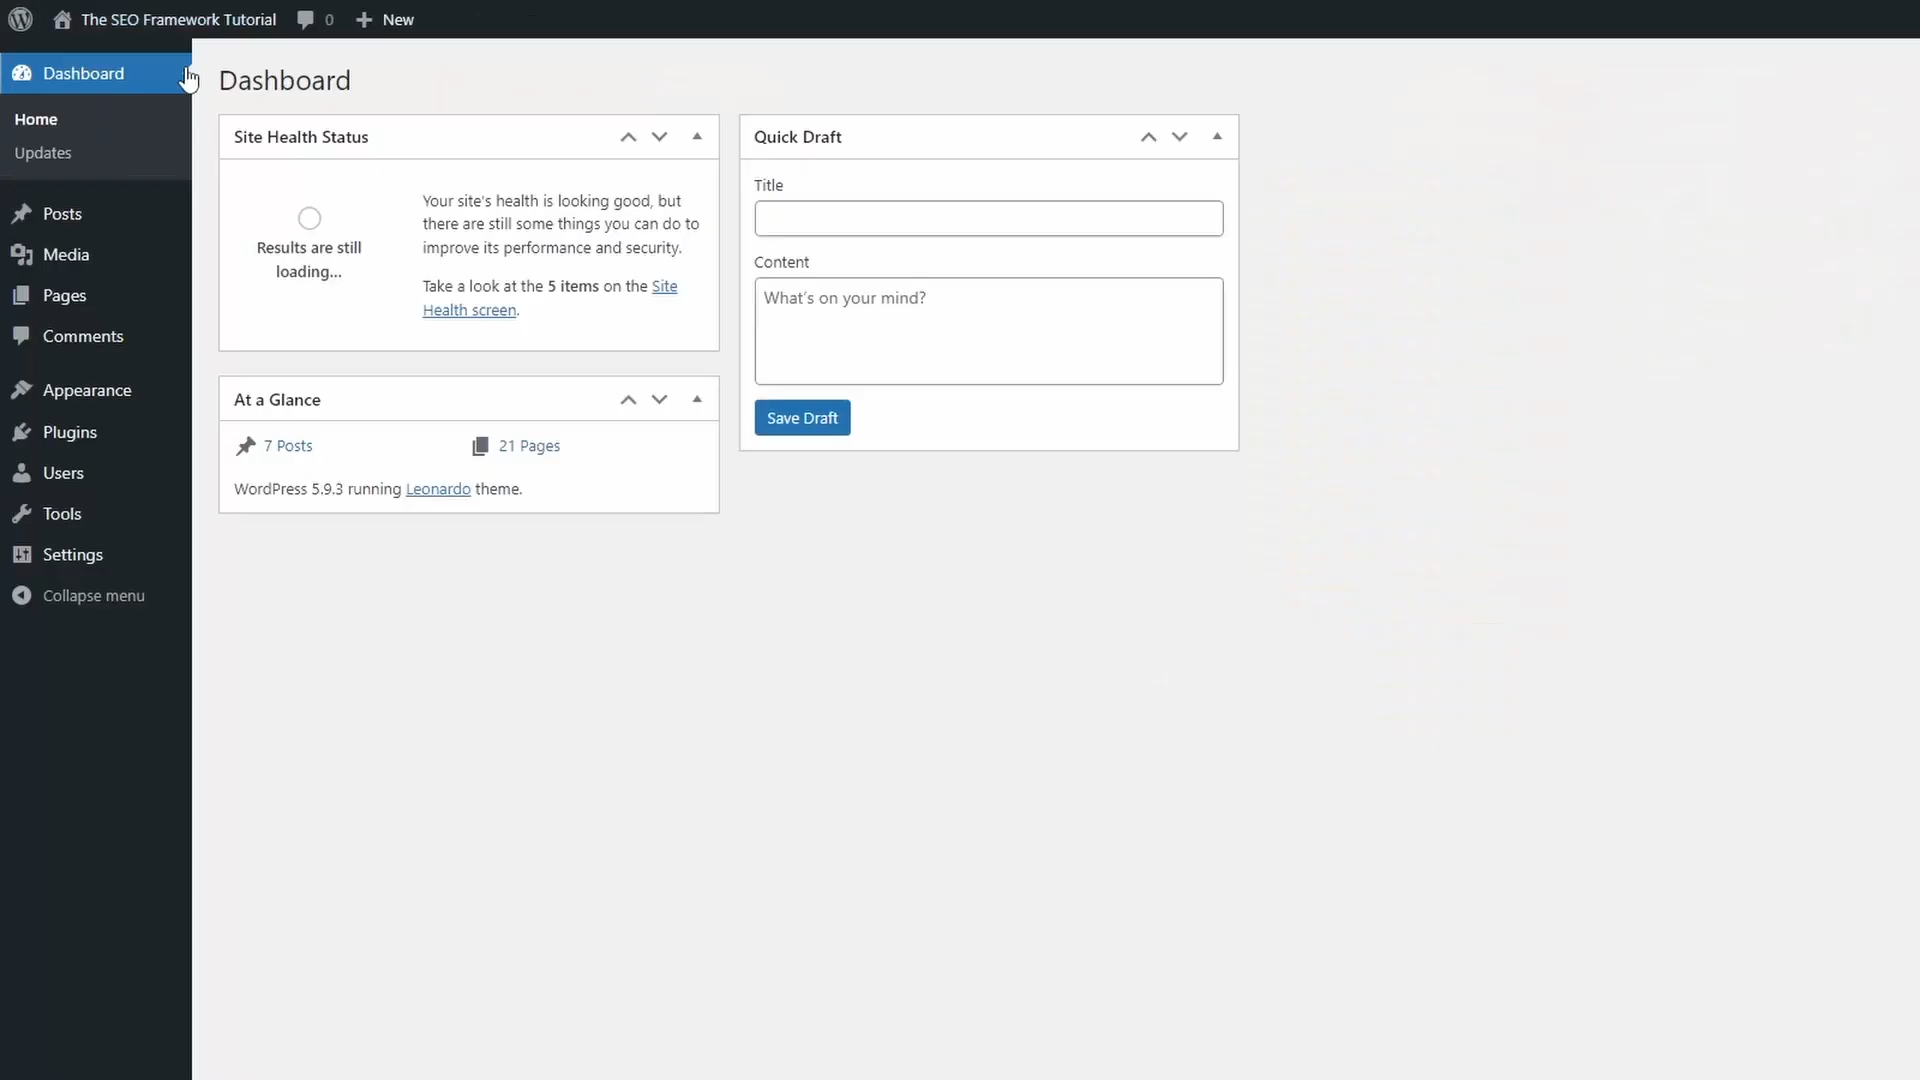 The SEO Framework Tutorial
0
New
Dashboard
Home
Updates
Posts
Media
Pages
Comments
Appearance
Plugins
Users
Tools
Settings
Collapse menu
Dashboard
Site Health Status
Results are still
loading...
Your site's health is looking good, but
there are still some things you can do to
improve its performance and security.
Take a look at the 5 items on the Site
Health screen.
At a Glance
7 Posts
21 Pages
WordPress 5.9.3 running Leonardo theme.
Quick Draft
Title
Content
What's on your mind?
Save Draft